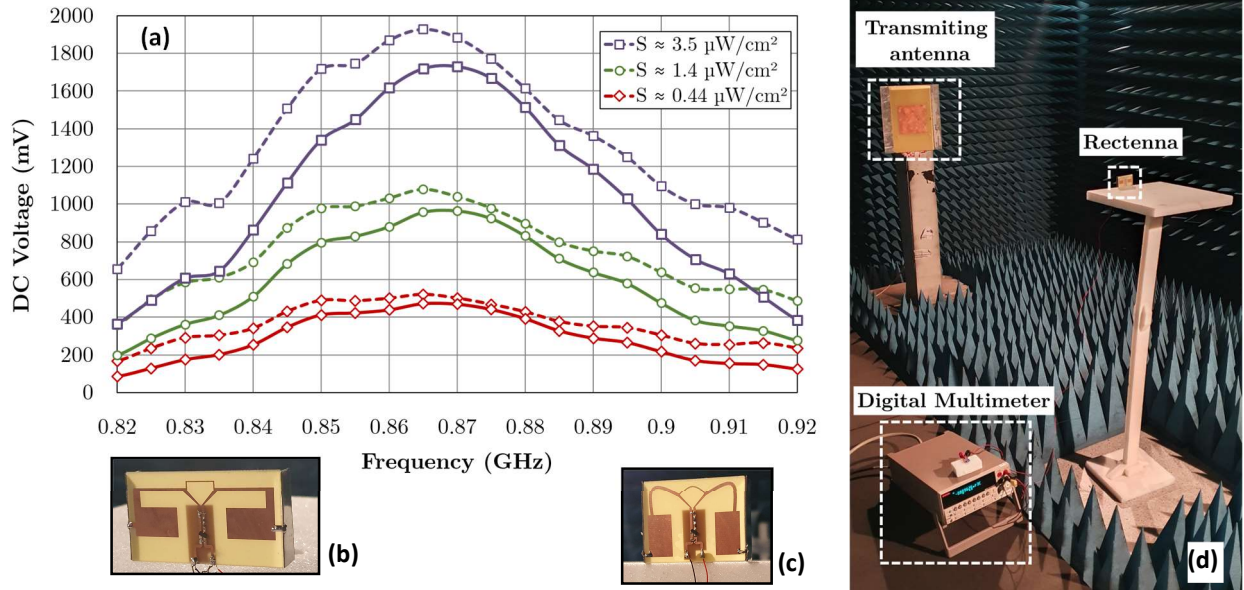 2000
1800
1600
1400
1200
1000
800
600
400
200
0
DC Voltage (mV)
(a)
S ≈ 3.5 µW/cm²
S ≈ 1.4 µW/cm²
S ≈ 0.44 µW/cm²
0.82 0.83 0.84 0.85 0.86 0.87 0.88 0.89 0.9 0.91 0.92
Frequency (GHz)
(b)
(c)
Transmiting
antenna
Rectenna
Digital Multimeter
(d)